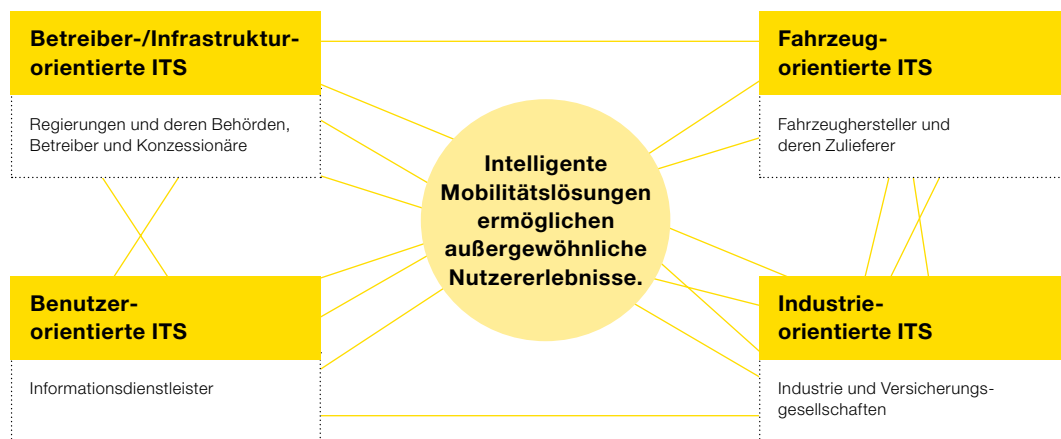 Betreiber-/Infrastruktur-
orientierte ITS
Regierungen und deren Behörden,
Betreiber und Konzessionäre
Fahrzeug-
orientierte ITS
Fahrzeughersteller und
deren Zulieferer
Intelligente
Mobilitätslösungen
ermöglichen
außergewöhnliche
Nutzererlebnisse.
Benutzer-
orientierte ITS
Informationsdienstleister
Industrie-
orientierte ITS
Industrie und Versicherungs-
gesellschaften